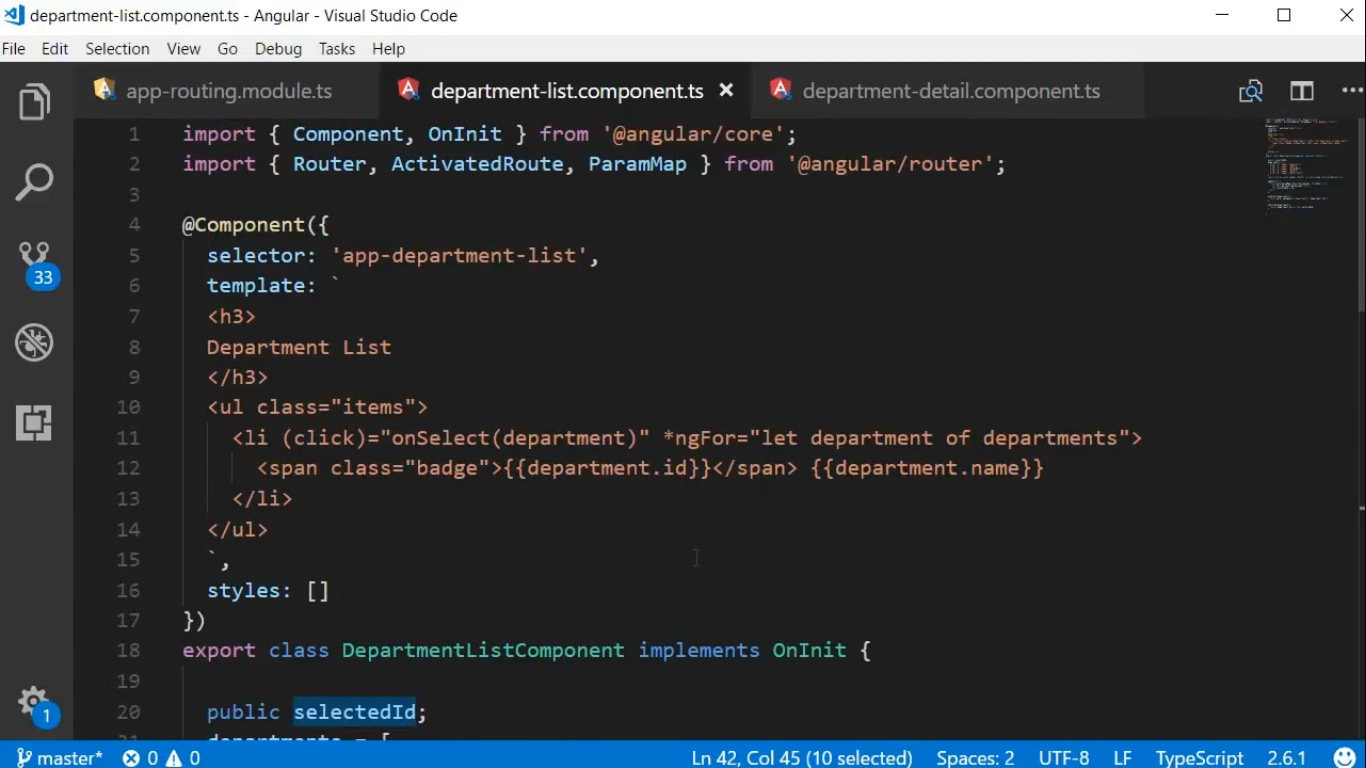 department-list.component.ts - Angular - Visual Studio Code
File Edit Selection View Go Debug Tasks Help
app-routing.module.ts department-list.component.ts department-detail.component.ts
1 import { Component, OnInit } from '@angular/core';
2 import { Router, ActivatedRoute, ParamMap } from '@angular/router';
3
4 @Component({
5   selector: 'app-department-list',
6   template: `
7   <h3>
8   Department List
9   </h3>
10   <ul class="items">
11     <li (click)="onSelect(department)" *ngFor="let department of departments">
12       <span class="badge">{{department.id}}</span> {{department.name}}
13     </li>
14   </ul>
15   `,
16   styles: []
17 })
18 export class DepartmentListComponent implements OnInit {
19
20   public selectedId;
21   departments = [
33
1
master* 0 0 Ln 42, Col 45 (10 selected) Spaces: 2 UTF-8 LF TypeScript 2.6.1